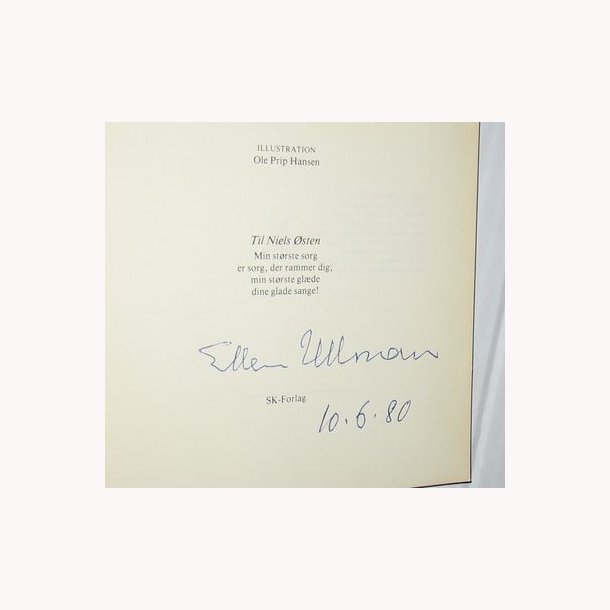 ILLUSTRATION
Ole Prip Hansen
Til Niels Østen
Min største sorg
er sorg, der rammer dig;
min største glæde
dine glade sange!
Ellen Ullman
SK-Forlag
10.6.80